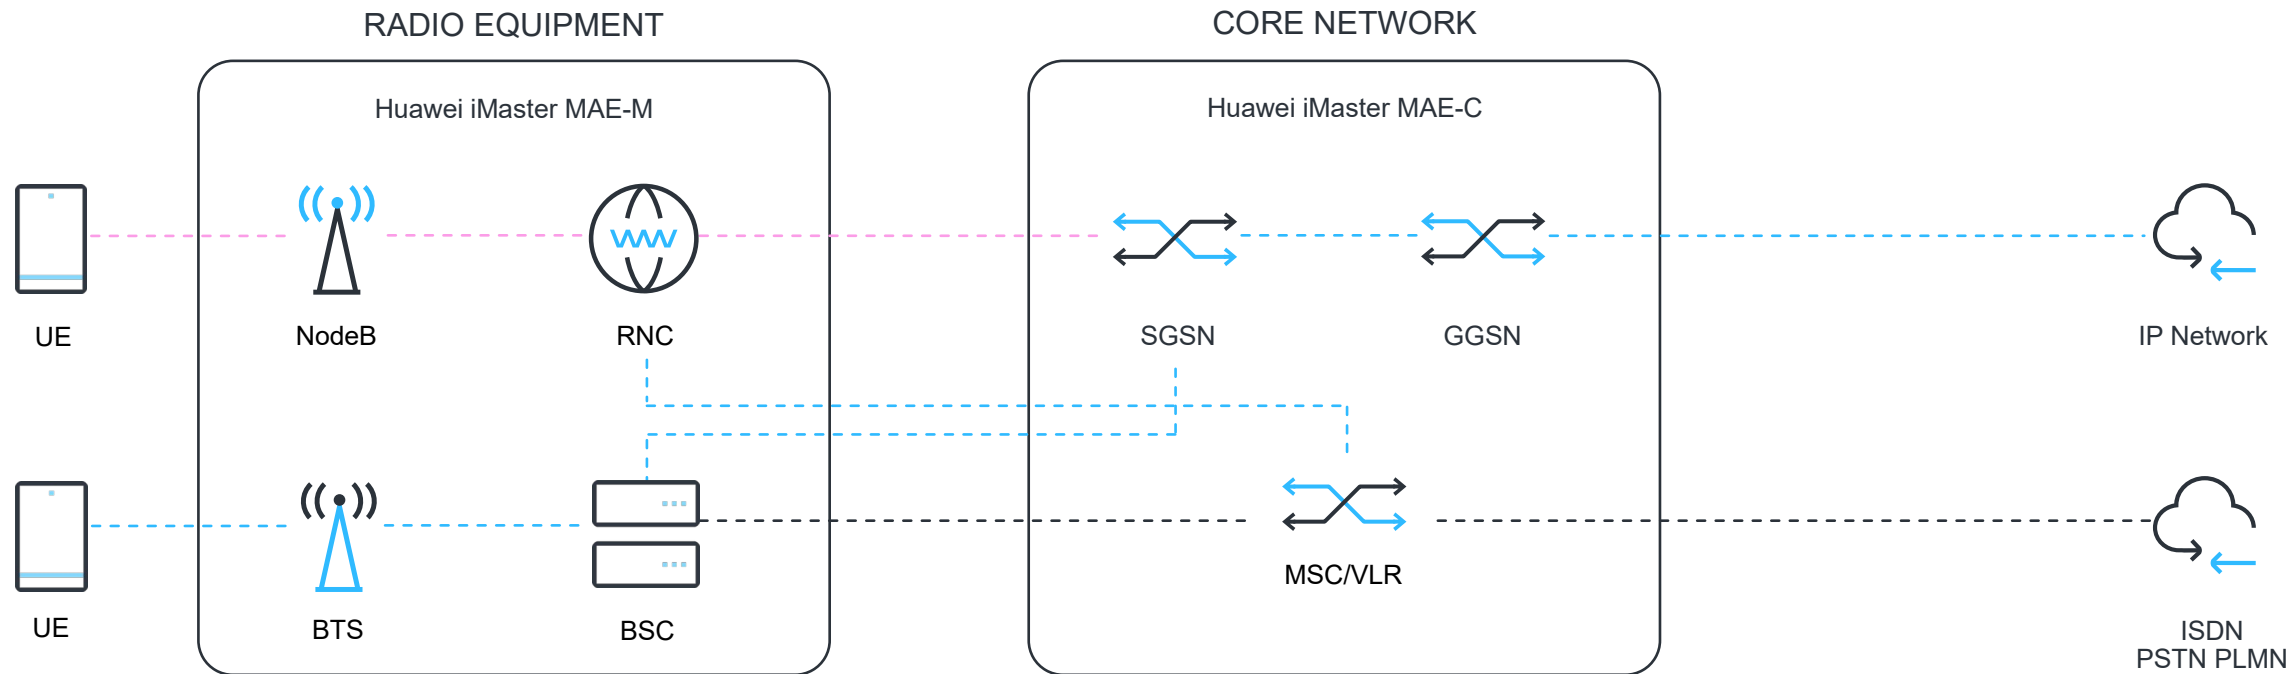 RADIO EQUIPMENT
CORE NETWORK
Huawei iMaster MAE-M
Huawei iMaster MAE-C
UE
NodeB
RNC
SGSN
GGSN
IP Network
MSC/VLR
UE
BTS
BSC
ISDN
PSTN PLMN